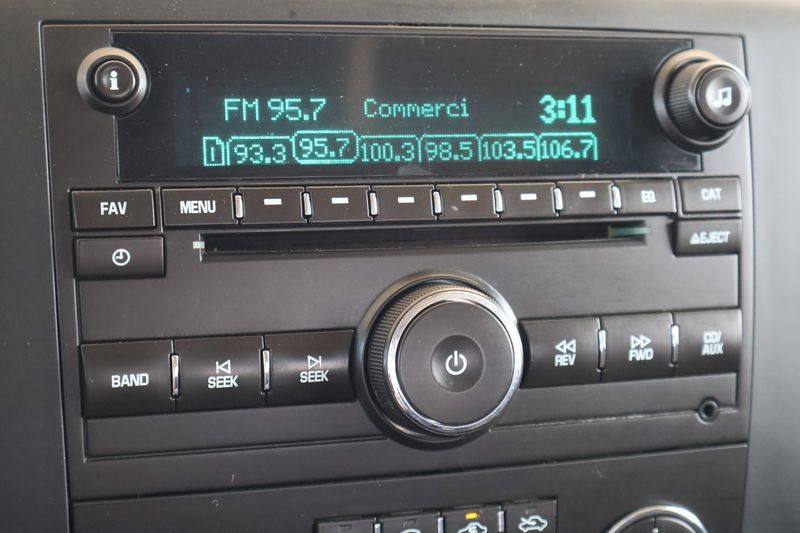 i
FM 95.7 Commerci 3:11
1 93.3 95.7 100.3 98.5 103.5 106.7
FAV MENU EQ CAT
EJECT
BAND SEEK SEEK REV FWD CD/
AUX